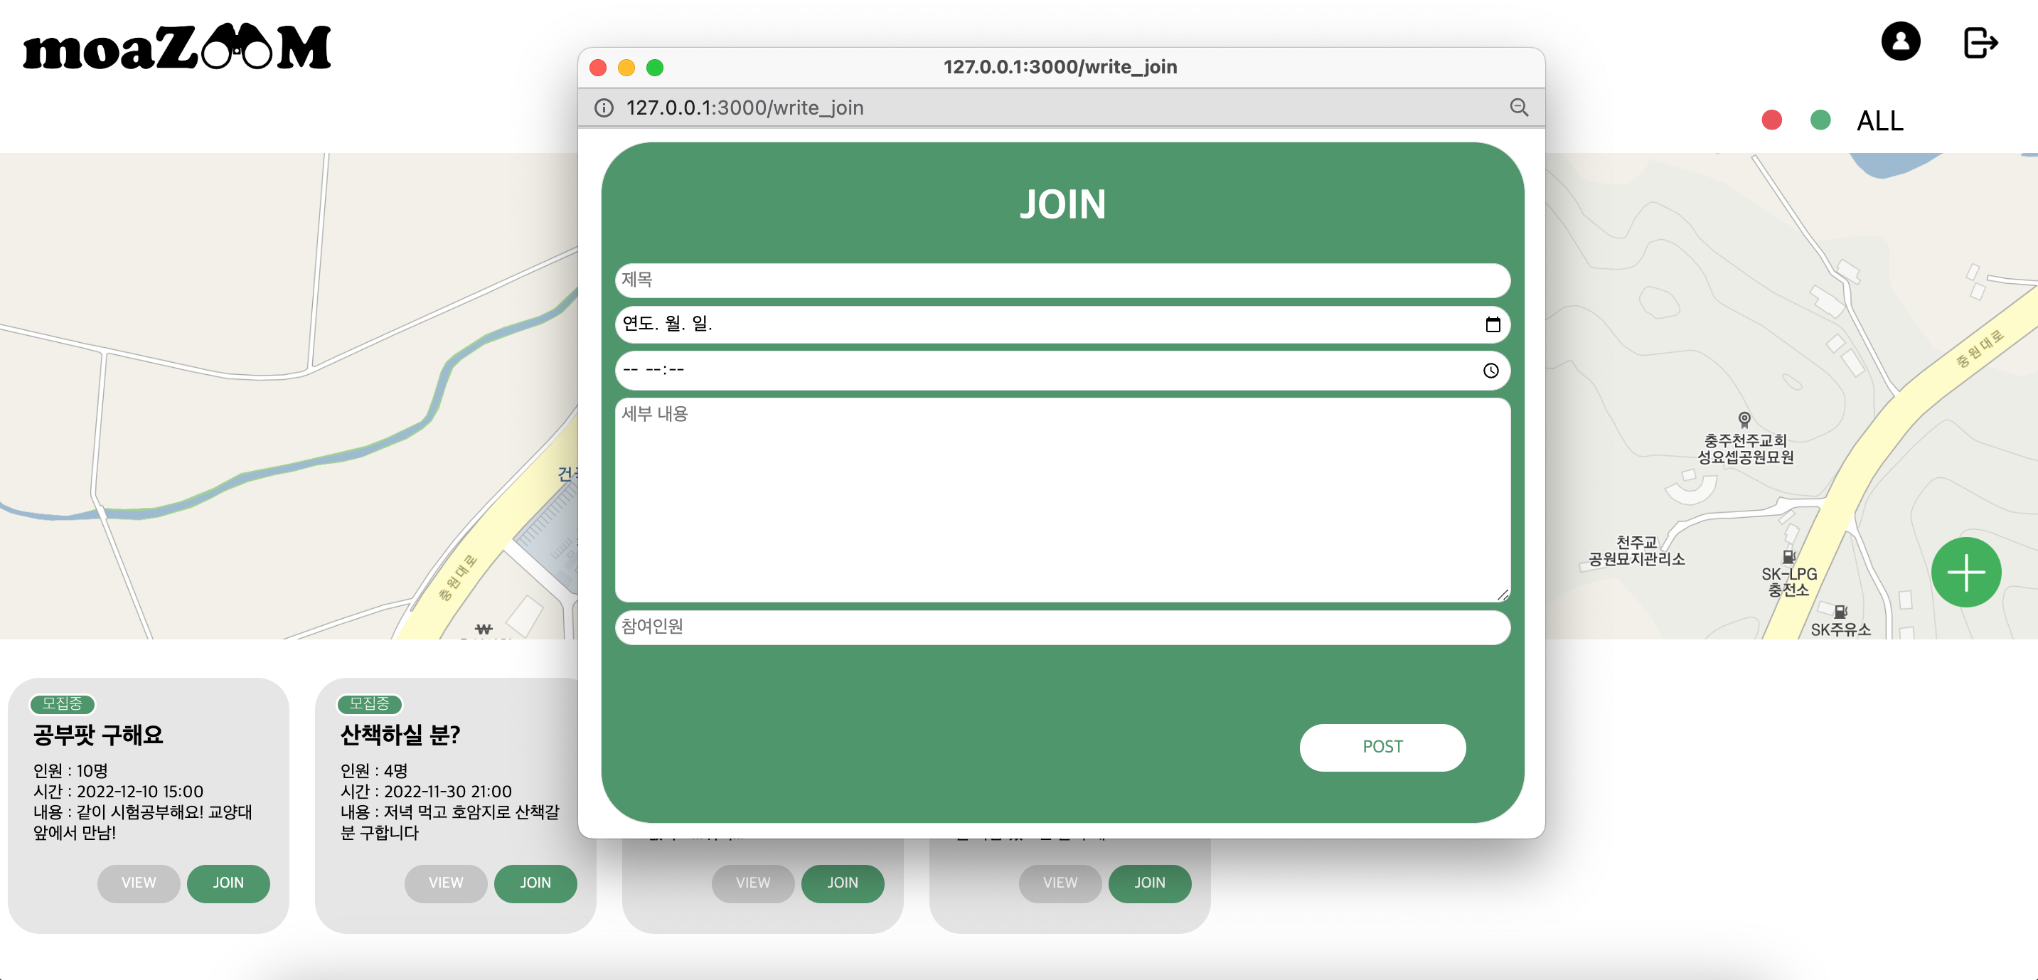 moaZOOM
127.0.0.1:3000/write_join
127.0.0.1:3000/write_join
ALL
JOIN
제목
연도. 월. 일.
-- --:--
세부 내용
참여인원
POST
충원대로
중원대로
충주천주교회
성요셉공원묘원
천주교
공원묘지관리소
SK-LPG
충전소
SK주유소
모집중
공부팟 구해요
인원 : 10명
시간 : 2022-12-10 15:00
내용 : 같이 시험공부해요! 교양대
앞에서 만남!
VIEW
JOIN
모집중
산책하실 분?
인원 : 4명
시간 : 2022-11-30 21:00
내용 : 저녁 먹고 호암지로 산책갈
분 구합니다
VIEW
JOIN
VIEW
JOIN
VIEW
JOIN